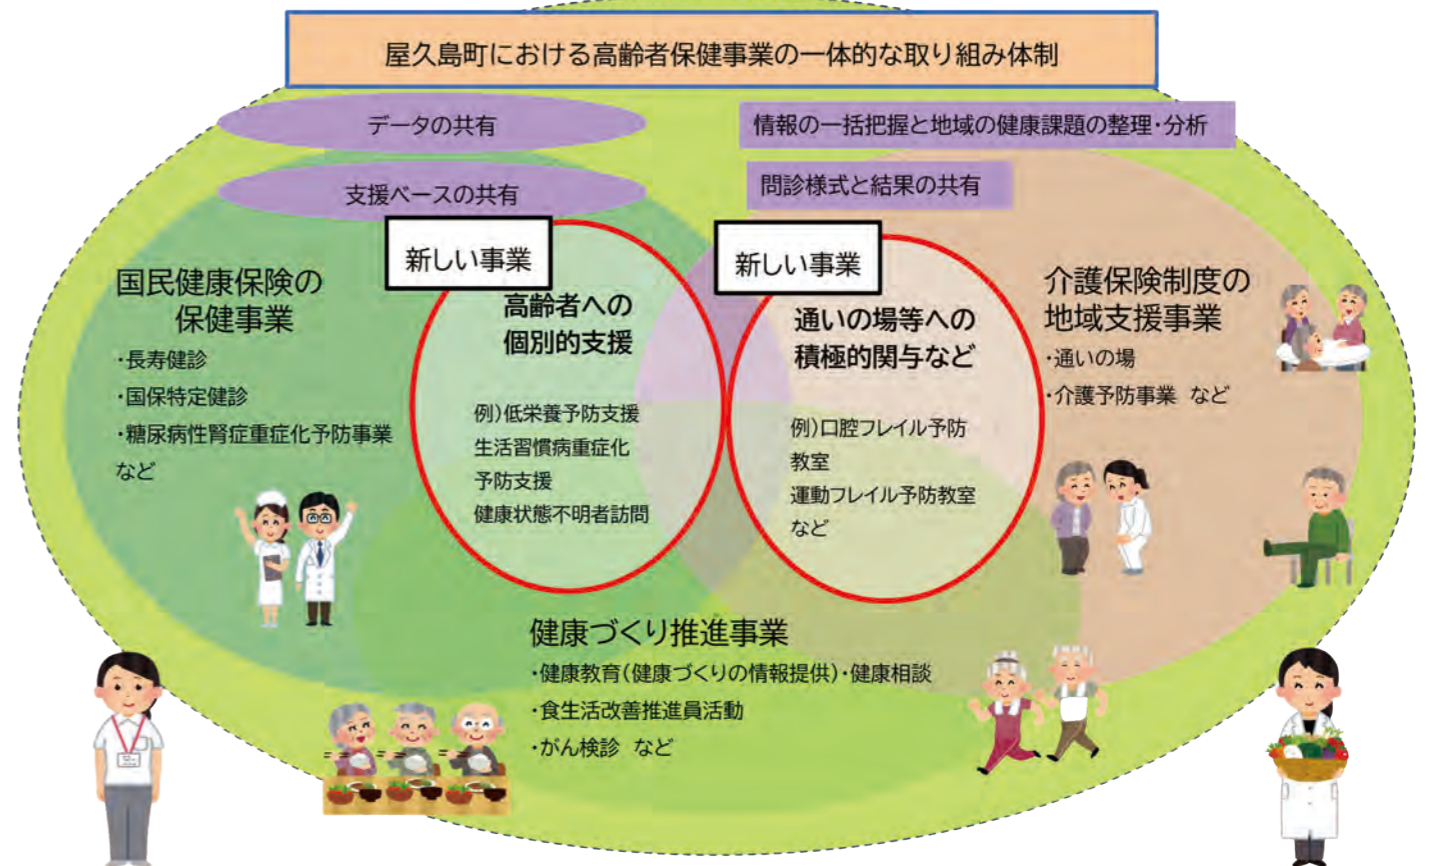 屋久島町における高齢者保健事業の一体的な取り組み体制
データの共有
情報の一括把握と地域の健康課題の整理・分析
支援ベースの共有
問診様式と結果の共有
国民健康保険の
保健事業
・長寿健診
・国保特定健診
・糖尿病性腎症重症化予防事業
など
新しい事業
高齢者への
個別的支援
例)低栄養予防支援
生活習慣病重症化
予防支援
健康状態不明者訪問
新しい事業
通いの場等への
積極的関与など
例)口腔フレイル予防
教室
運動フレイル予防教室
など
介護保険制度の
地域支援事業
・通いの場
・介護予防事業 など
健康づくり推進事業
・健康教育(健康づくりの情報提供)・健康相談
・食生活改善推進員活動
・がん検診 など